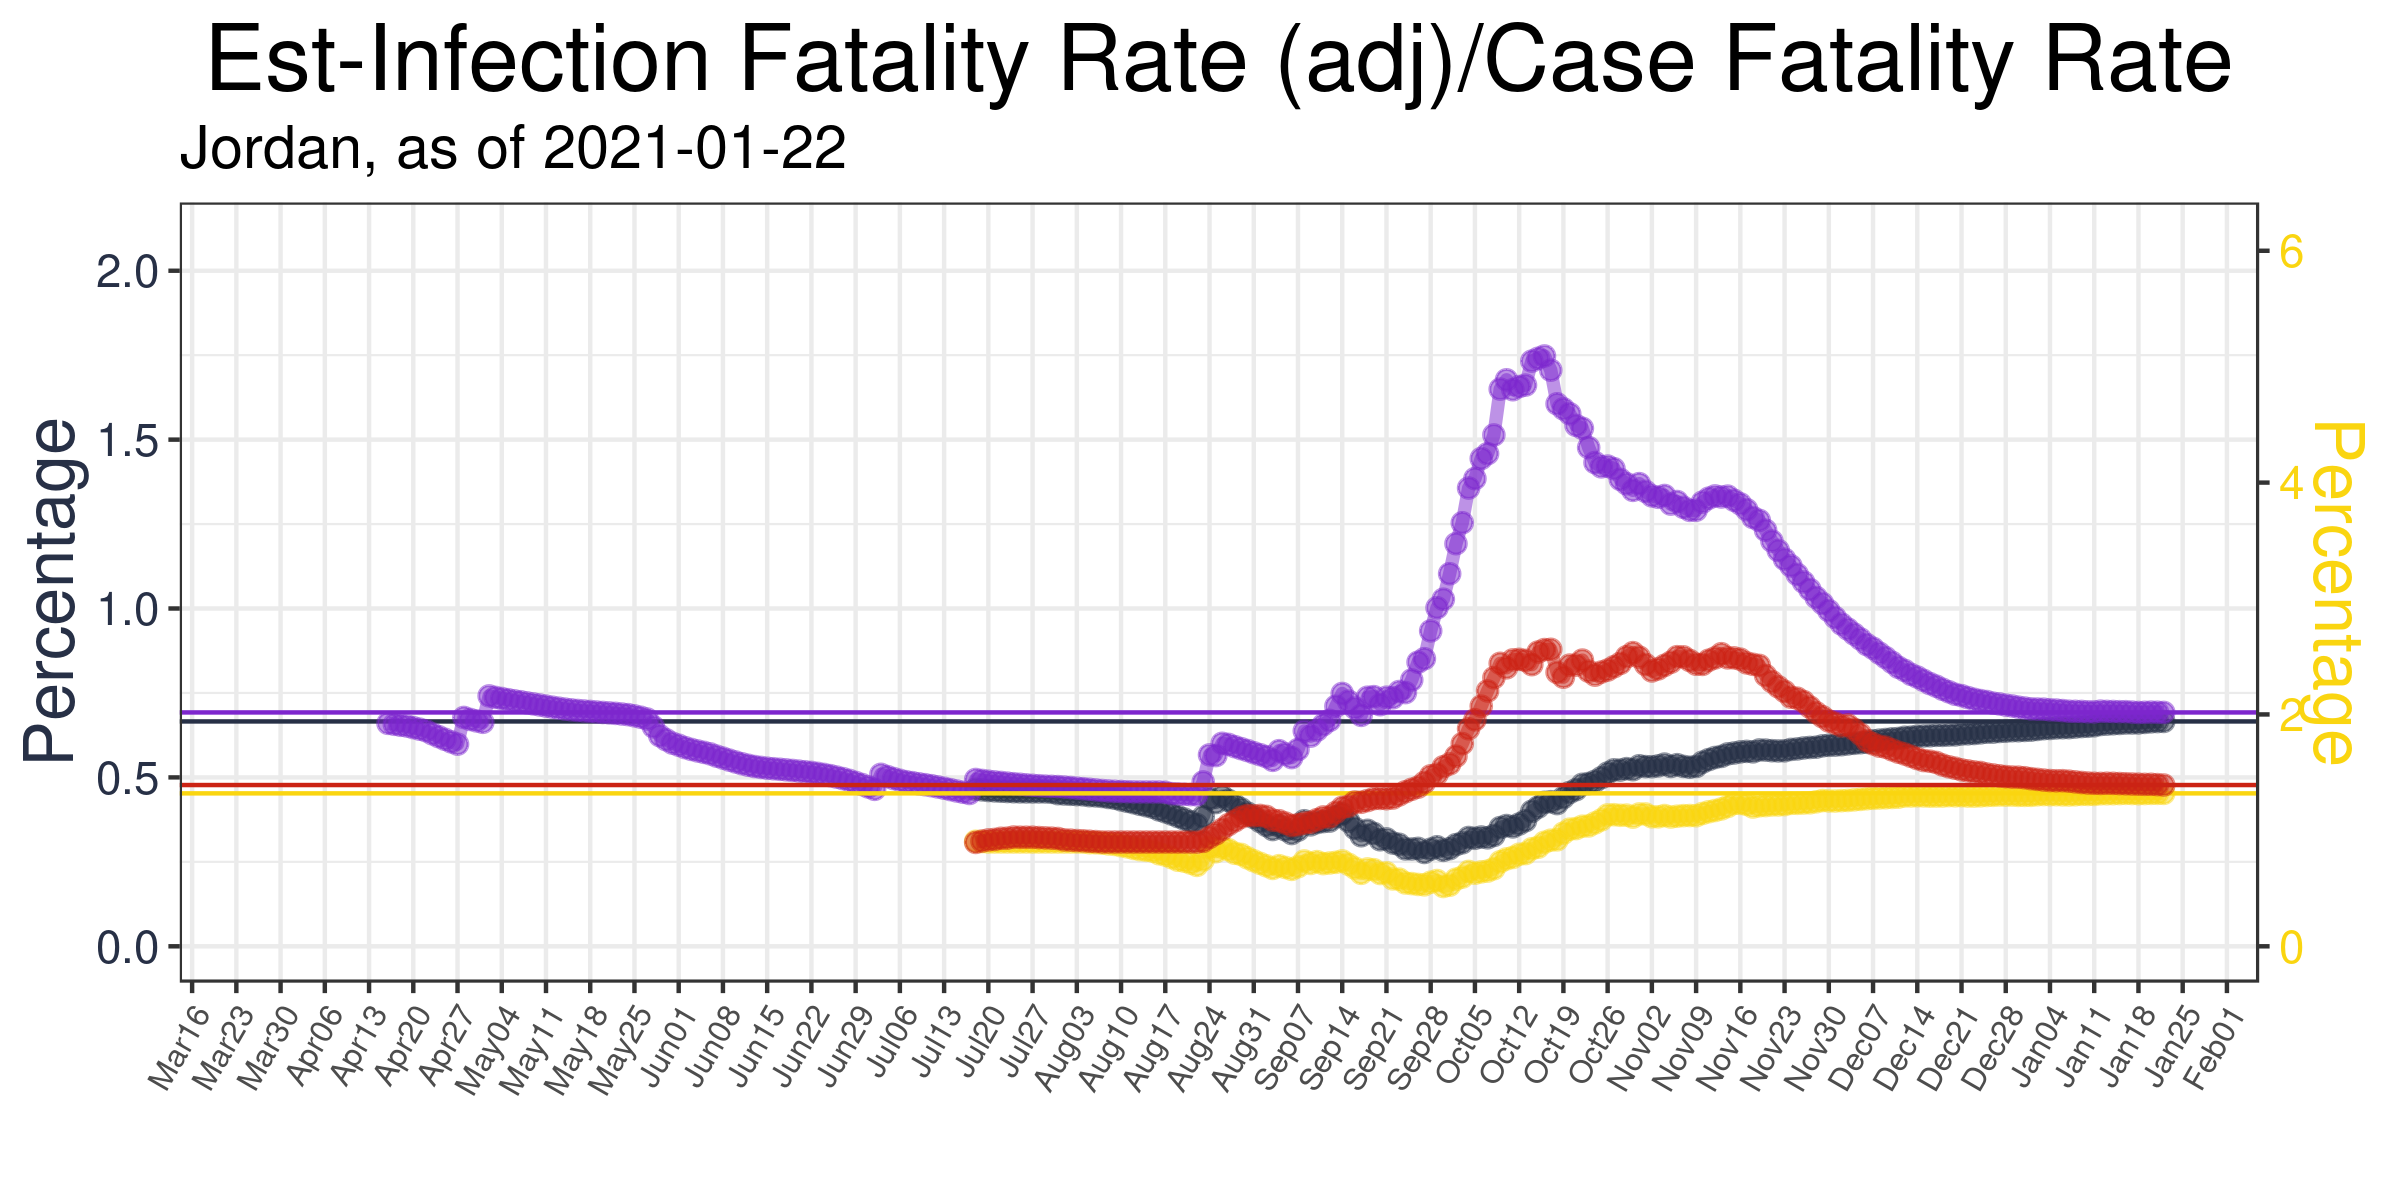 Est-Infection Fatality Rate (adj)/Case Fatality Rate
Jordan, as of 2021-01-22
Percentage
2.0
1.5
1.0
0.5
0.0
6
4
2
0
Percentage
Mar16 Mar23 Mar30 Apr06 Apr13 Apr20 Apr27 May04 May11 May18 May25 Jun01 Jun08 Jun15 Jun22 Jun29 Jul06 Jul13 Jul20 Jul27 Aug03 Aug10 Aug17 Aug24 Aug31 Sep07 Sep14 Sep21 Sep28 Oct05 Oct12 Oct19 Oct26 Nov02 Nov09 Nov16 Nov23 Nov30 Dec07 Dec14 Dec21 Dec28 Jan04 Jan11 Jan18 Jan25 Feb01